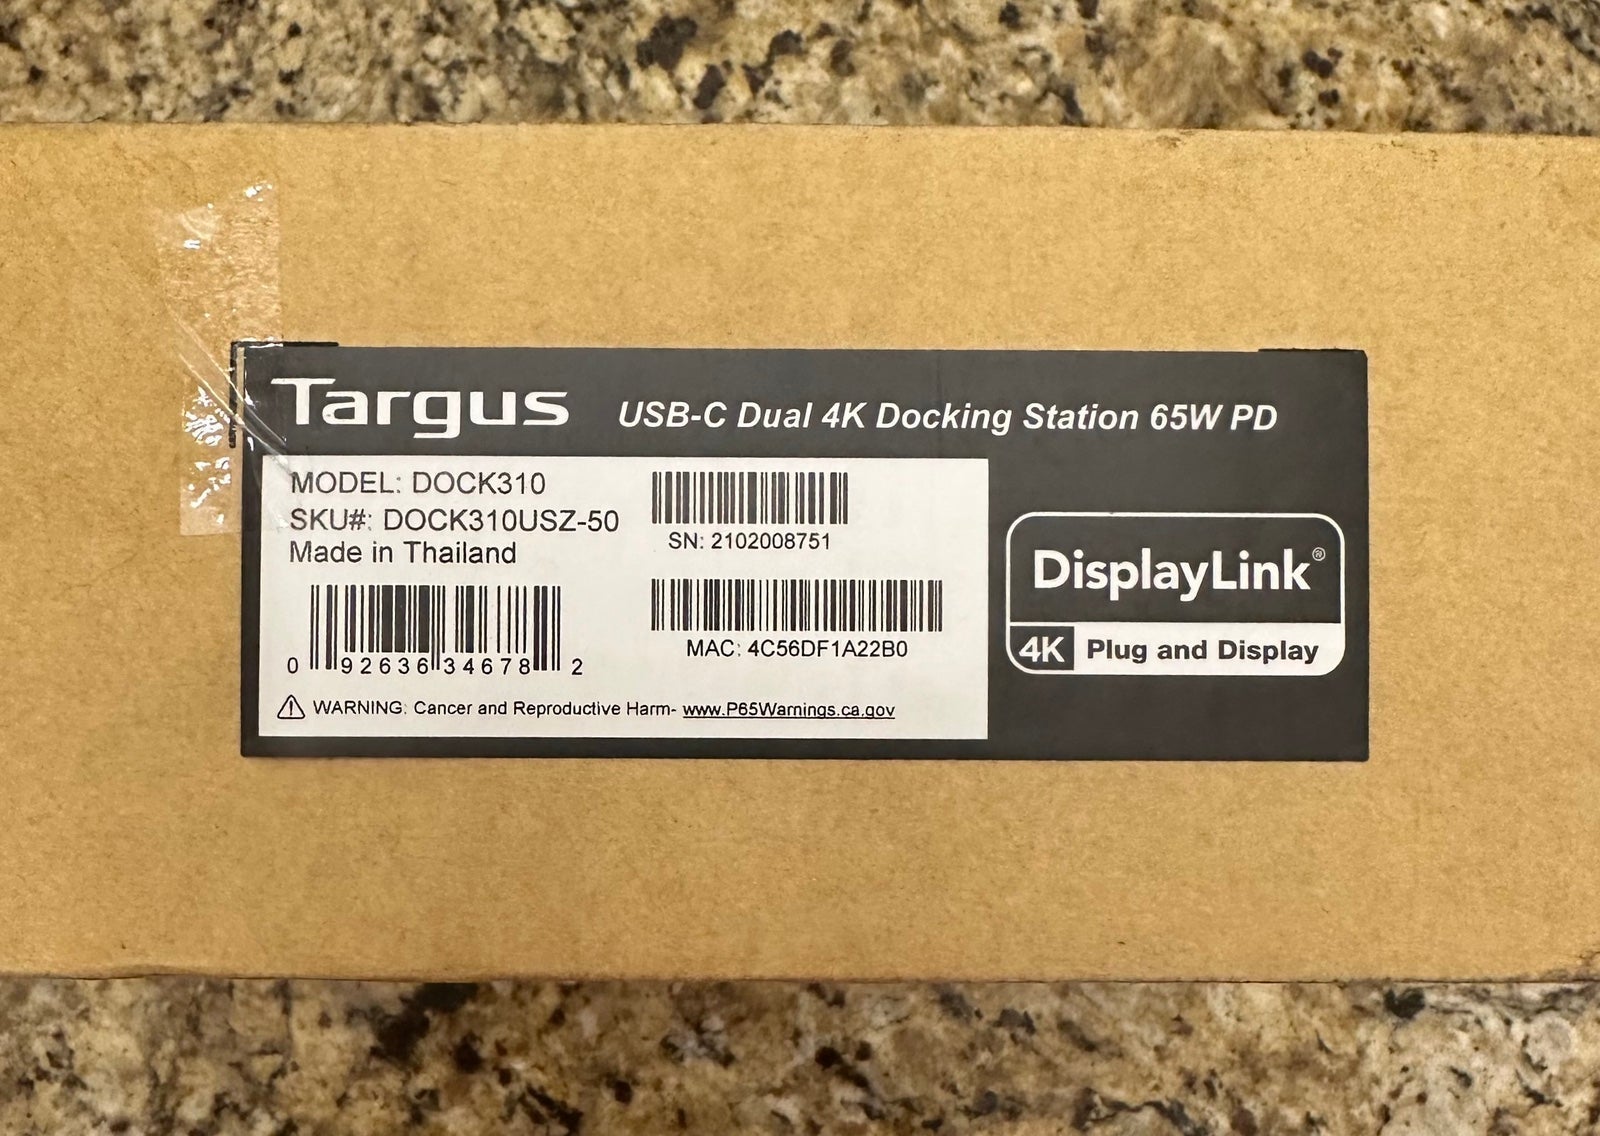 Targus USB-C Dual 4K Docking Station 65W PD
MODEL: DOCK310
SKU#: DOCK310USZ-50
Made in Thailand
0 92636 34678 2
SN: 2102008751
MAC: 4C56DF1A22B0
WARNING: Cancer and Reproductive Harm- www.P65Warnings.ca.gov
DisplayLink®
4K Plug and Display